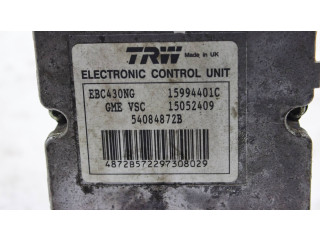 TRW Made in UK
ELECTRONIC CONTROL UNIT
EBC430NG 15994401C
GME VSC 15052409
54084872B
4872B572297308029